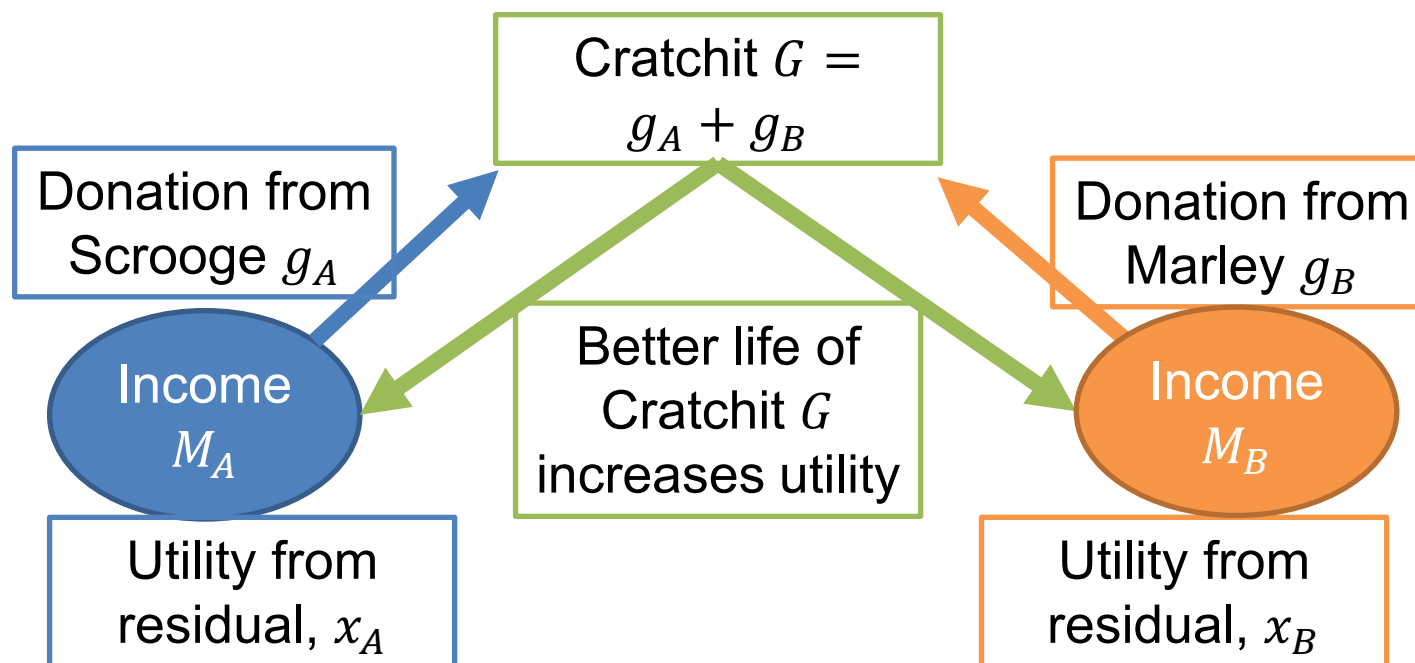 Cratchit G =
g_A + g_B
Donation from
Scrooge g_A
Donation from
Marley g_B
Income
M_A
Better life of
Cratchit G
increases utility
Income
M_B
Utility from
residual, x_A
Utility from
residual, x_B